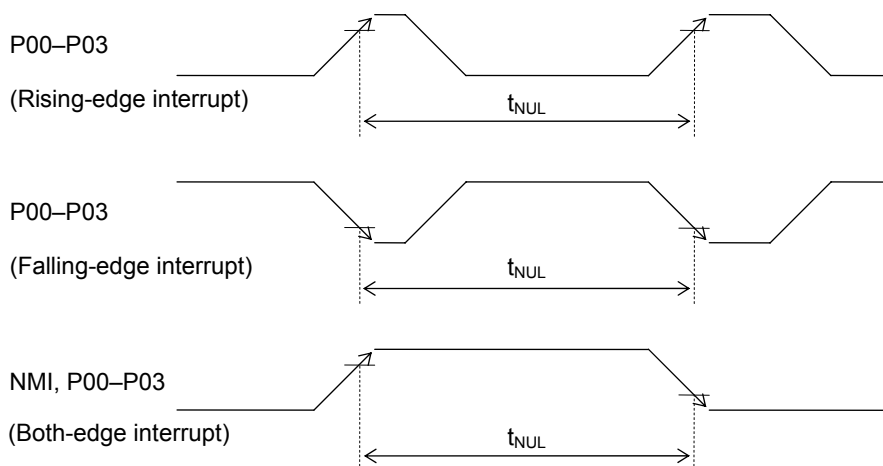 P00–P03
(Rising-edge interrupt)
tNUL
P00–P03
(Falling-edge interrupt)
tNUL
NMI, P00–P03
(Both-edge interrupt)
tNUL